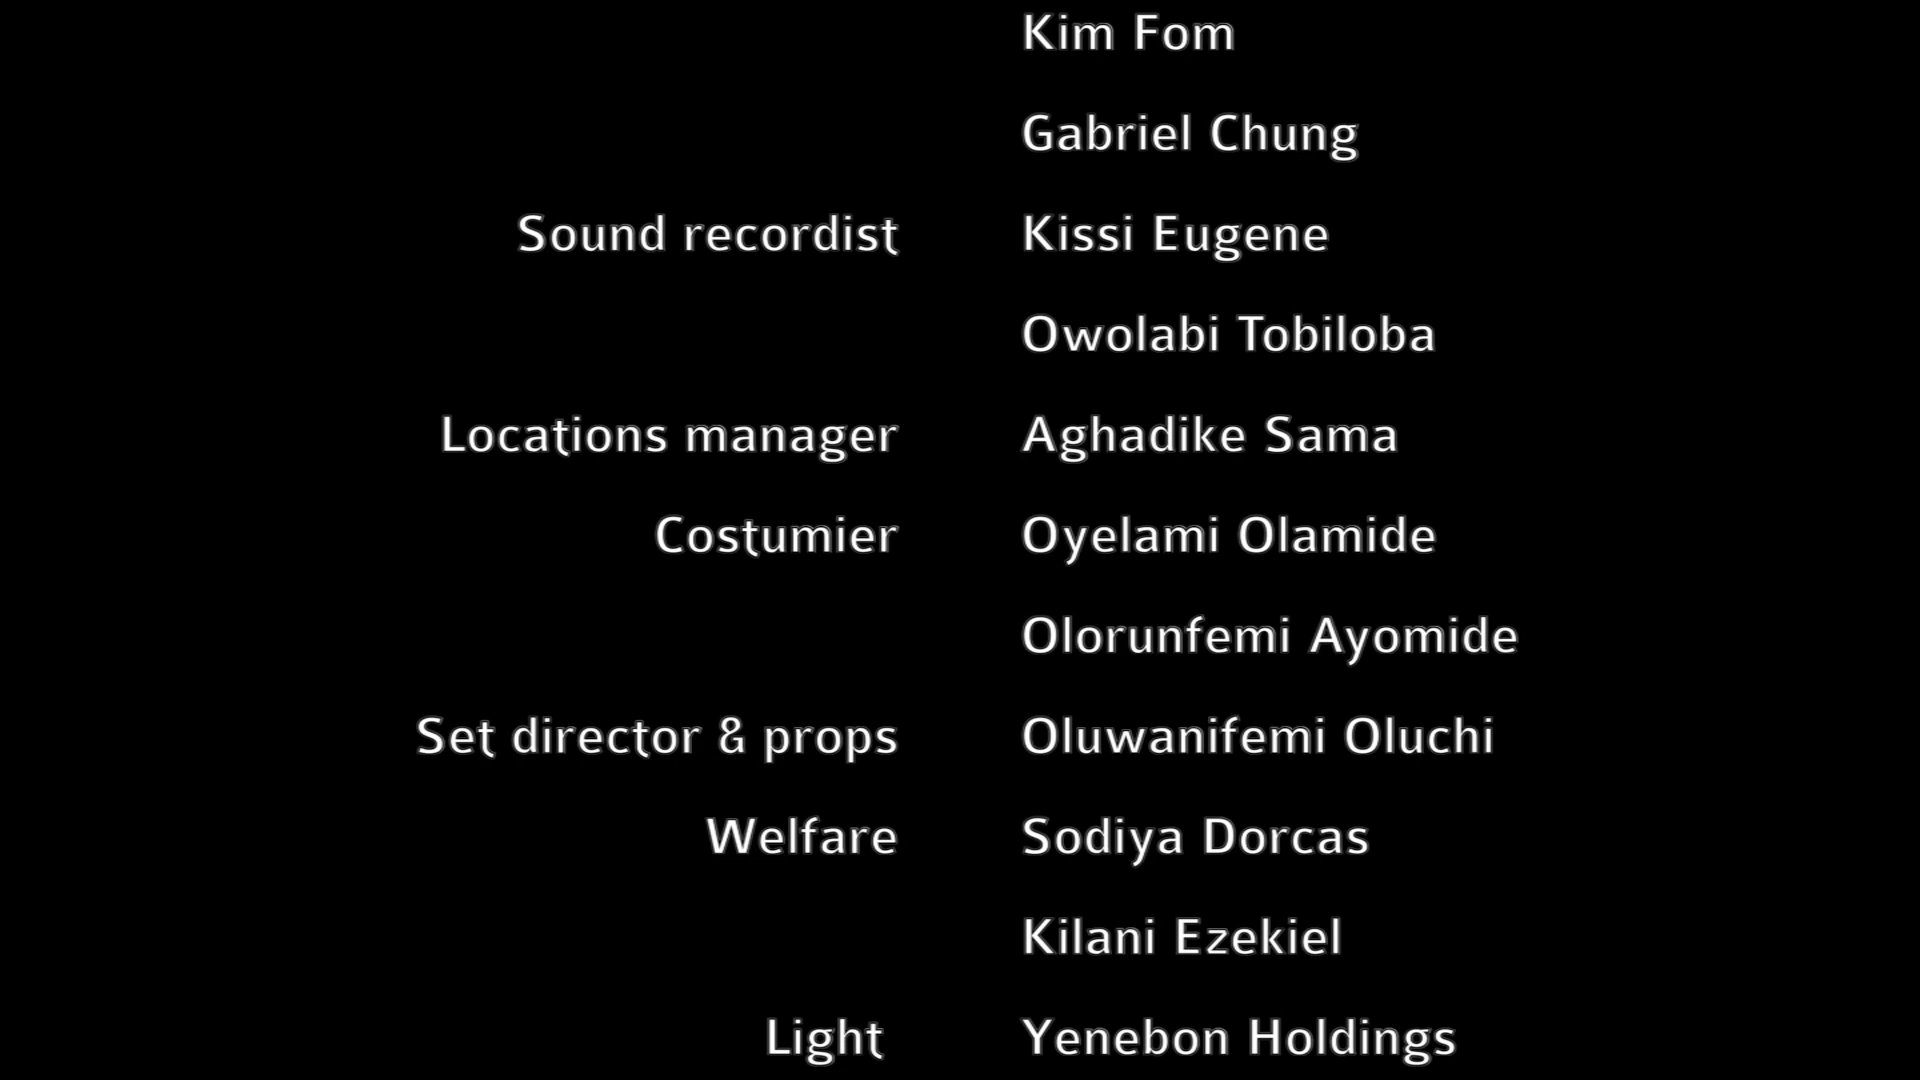 Kim Fom
Gabriel Chung
Sound recordist Kissi Eugene
Owolabi Tobiloba
Locations manager Aghadike Sama
Costumier Oyelami Olamide
Olorunfemi Ayomide
Set director & props Oluwanifemi Oluchi
Welfare Sodiya Dorcas
Kilani Ezekiel
Light Yenebon Holdings